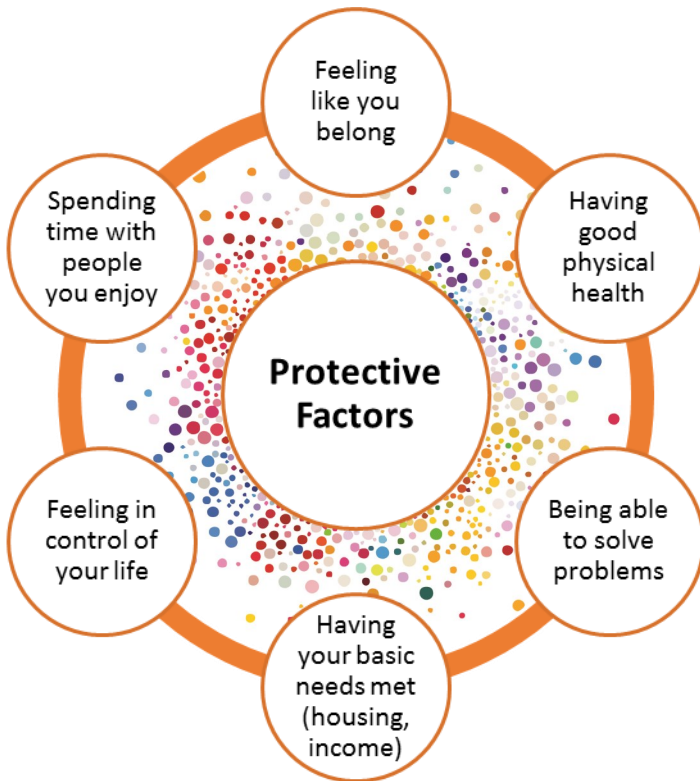 Feeling
like you
belong
Having
good
physical
health
Being able
to solve
problems
Having
your basic
needs met
(housing,
income)
Feeling in
control of
your life
Spending
time with
people
you enjoy
Protective
Factors